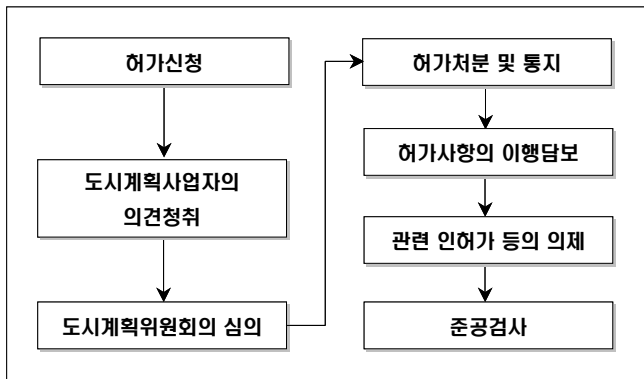 허가신청
도시계획사업자의
의견청취
도시계획위원회의 심의
허가처분 및 통지
허가사항의 이행담보
관련 인허가 등의 의제
준공검사